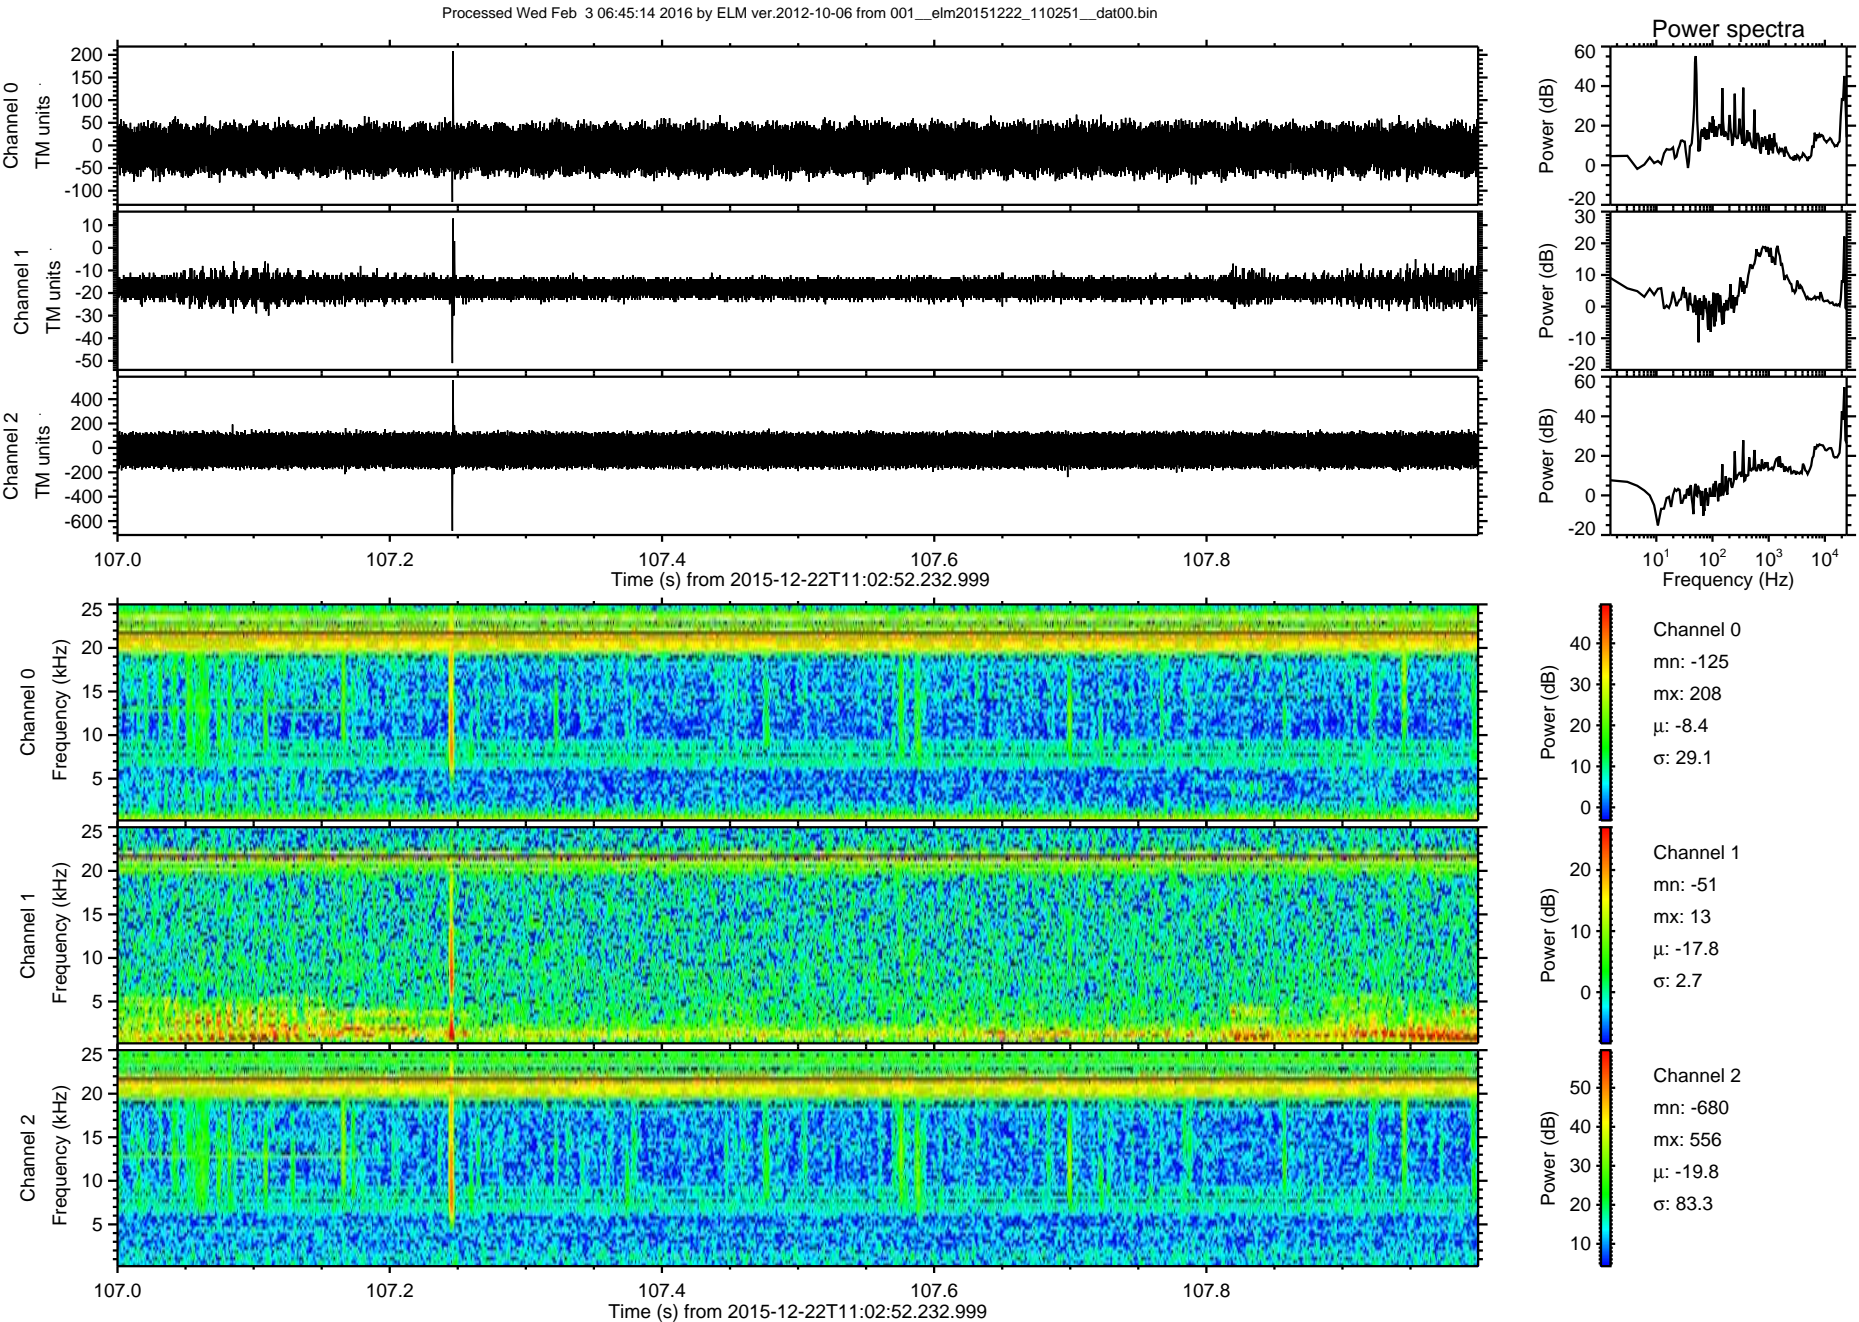 Processed Wed Feb  3 06:45:14 2016 by ELM ver.2012-10-06 from 001__elm20151222_110251__dat00.bin
Power spectra
Channel 0
TM units
200
150
100
50
0
-50
-100
Power (dB)
60
40
20
0
-20
Channel 1
TM units
10
0
-10
-20
-30
-40
-50
Power (dB)
30
20
10
0
-10
-20
Channel 2
TM units
400
200
0
-200
-400
-600
Power (dB)
60
40
20
0
-20
107.0
107.2
107.4
107.6
107.8
Time (s) from 2015-12-22T11:02:52.232.999
10^1
10^2
10^3
10^4
Frequency (Hz)
Channel 0
Frequency (kHz)
25
20
15
10
5
Power (dB)
40
30
20
10
0
Channel 0
mn: -125
mx: 208
μ: -8.4
σ: 29.1
Channel 1
Frequency (kHz)
25
20
15
10
5
Power (dB)
20
10
0
Channel 1
mn: -51
mx: 13
μ: -17.8
σ: 2.7
Channel 2
Frequency (kHz)
25
20
15
10
5
Power (dB)
50
40
30
20
10
Channel 2
mn: -680
mx: 556
μ: -19.8
σ: 83.3
107.0
107.2
107.4
107.6
107.8
Time (s) from 2015-12-22T11:02:52.232.999